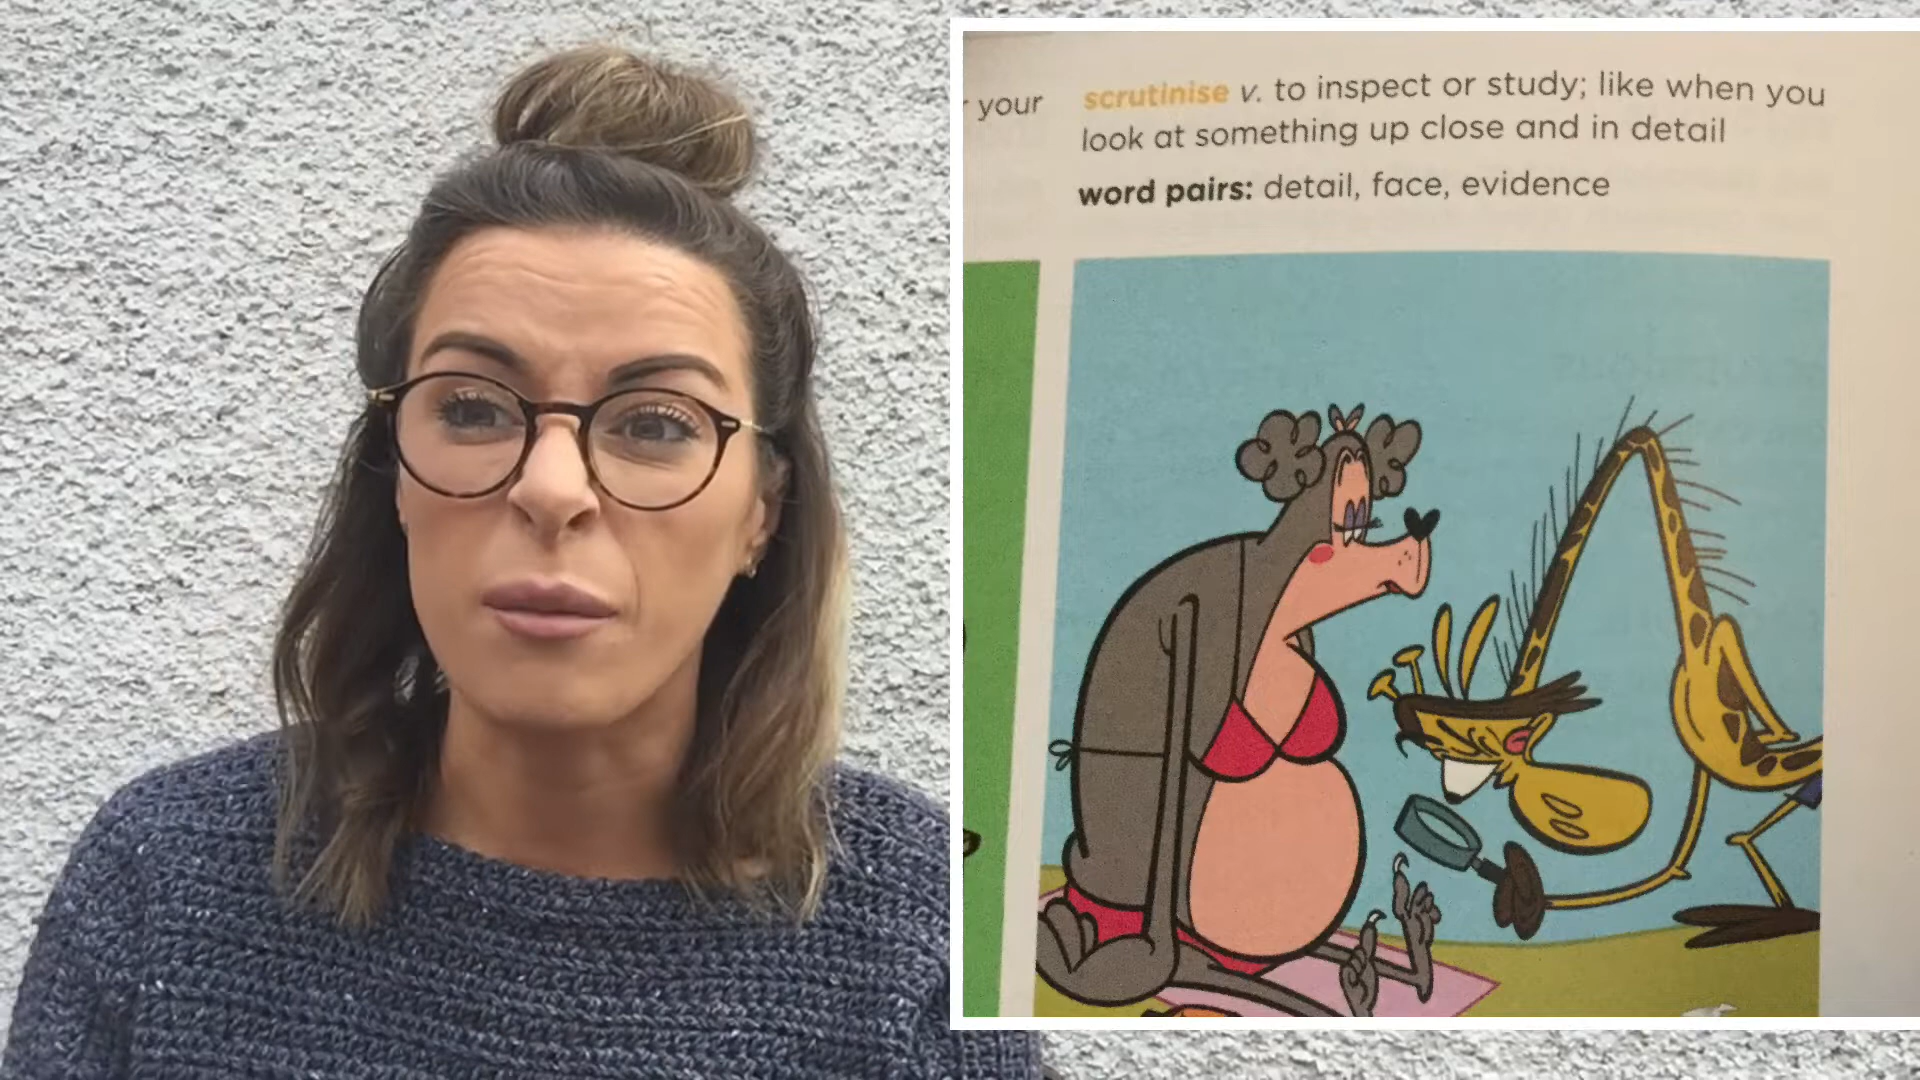 your
scrutinise v. to inspect or study; like when you
look at something up close and in detail
word pairs: detail, face, evidence